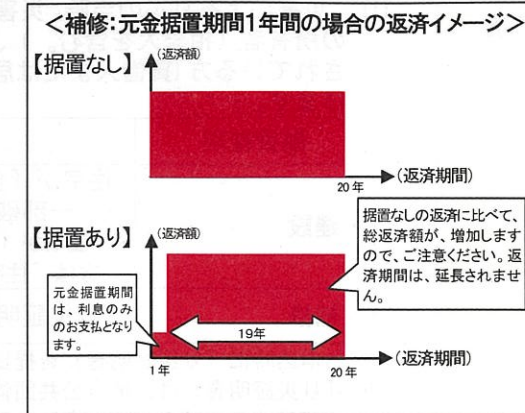 ＜補修：元金据置期間1年間の場合の返済イメージ＞
【据置なし】
（返済額）
20年
（返済期間）
【据置あり】
（返済額）
据置なしの返済に比べて、
総返済額が、増加します
ので、ご注意ください。返
済期間は、延長されませ
ん。
元金据置期間
は、利息のみ
のお支払となり
ます。
19年
1年
20年
（返済期間）